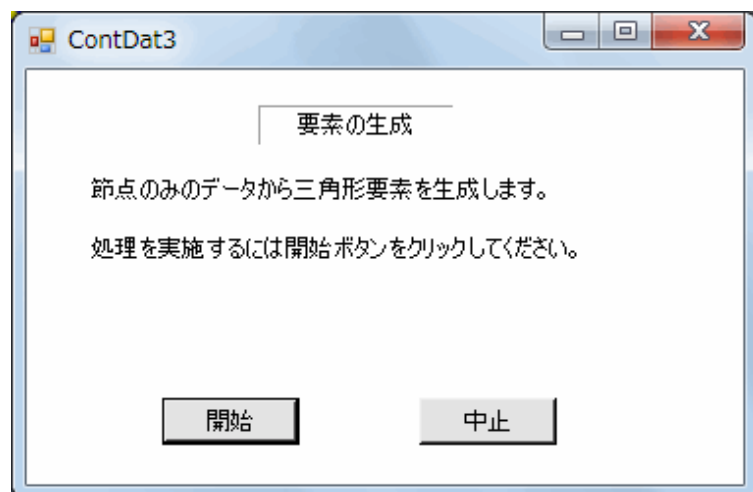 ContDat3
要素の生成
節点のみのデータから三角形要素を生成します。
処理を実施するには開始ボタンをクリックしてください。
開始
中止